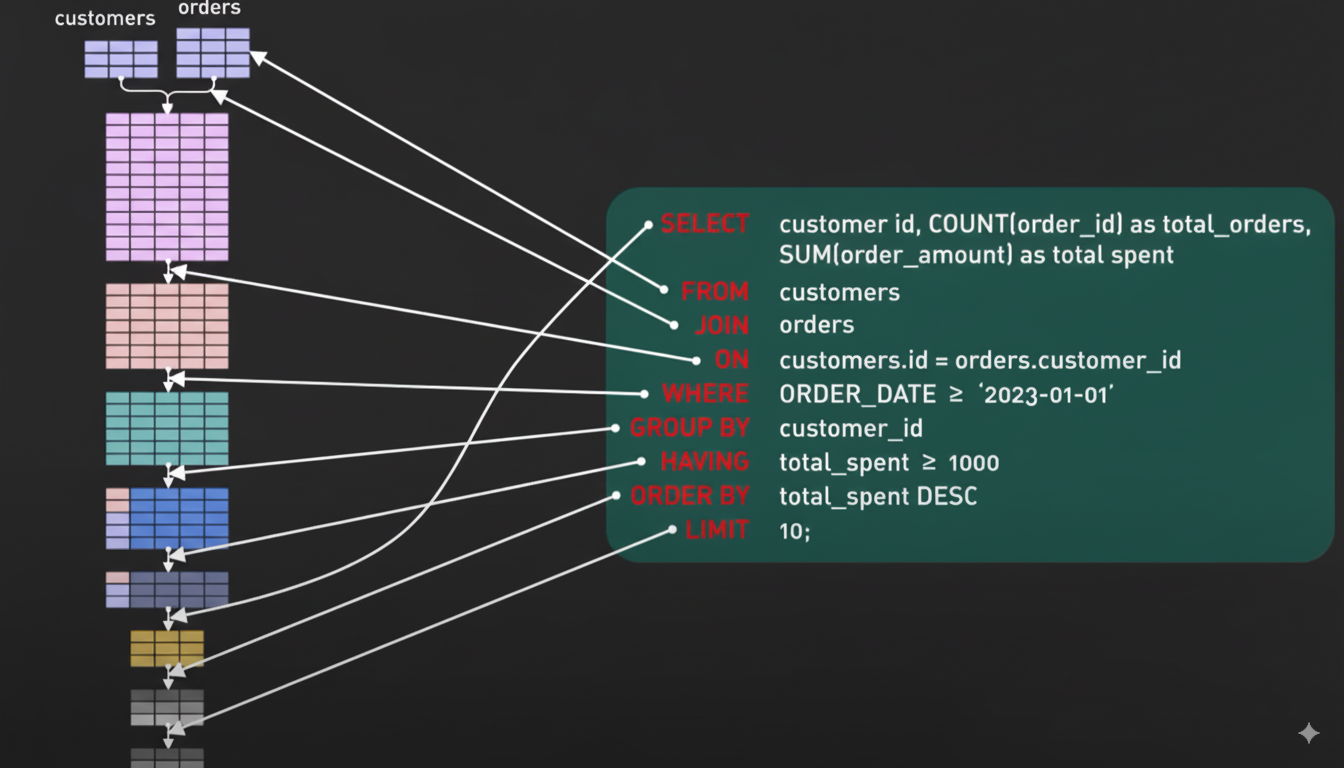 customers
orders
SELECT customer id, COUNT(order_id) as total_orders,
SUM(order_amount) as total spent
FROM customers
JOIN orders
ON customers.id = orders.customer_id
WHERE ORDER_DATE ≥ ‘2023-01-01’
GROUP BY customer_id
HAVING total_spent ≥ 1000
ORDER BY total_spent DESC
LIMIT 10;